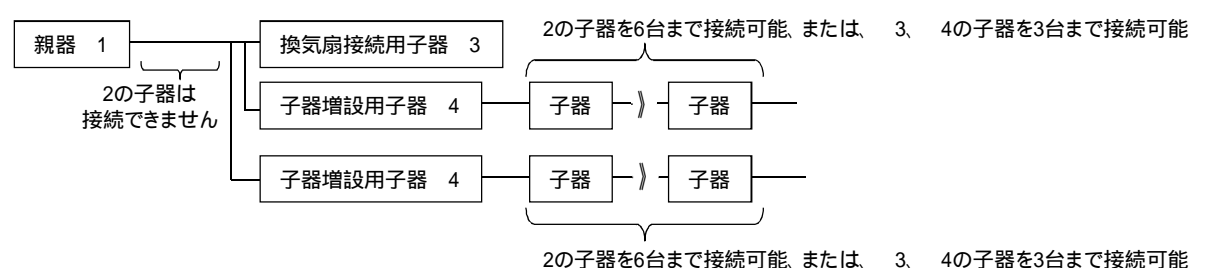 2の子器を6台まで接続可能、または、 3、 4の子器を3台まで接続可能
親器 1
換気扇接続用子器 3
2の子器は
接続できません
子器増設用子器 4
子器
子器
子器増設用子器 4
子器
子器
2の子器を6台まで接続可能、または、 3、 4の子器を3台まで接続可能